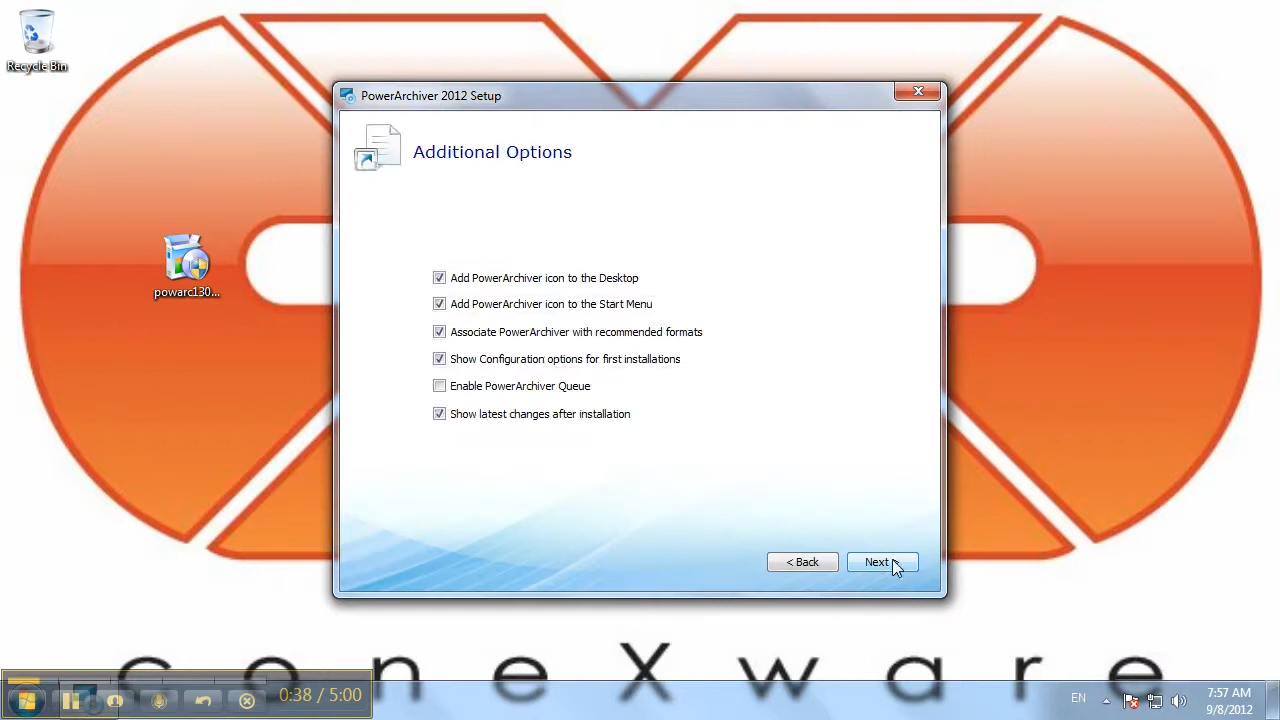 Recycle Bin
powarc130...
PowerArchiver 2012 Setup
Additional Options
Add PowerArchiver icon to the Desktop
Add PowerArchiver icon to the Start Menu
Associate PowerArchiver with recommended formats
Show Configuration options for first installations
Enable PowerArchiver Queue
Show latest changes after installation
< Back
Next
conexware
0:38 / 5:00
EN
7:57 AM
9/8/2012